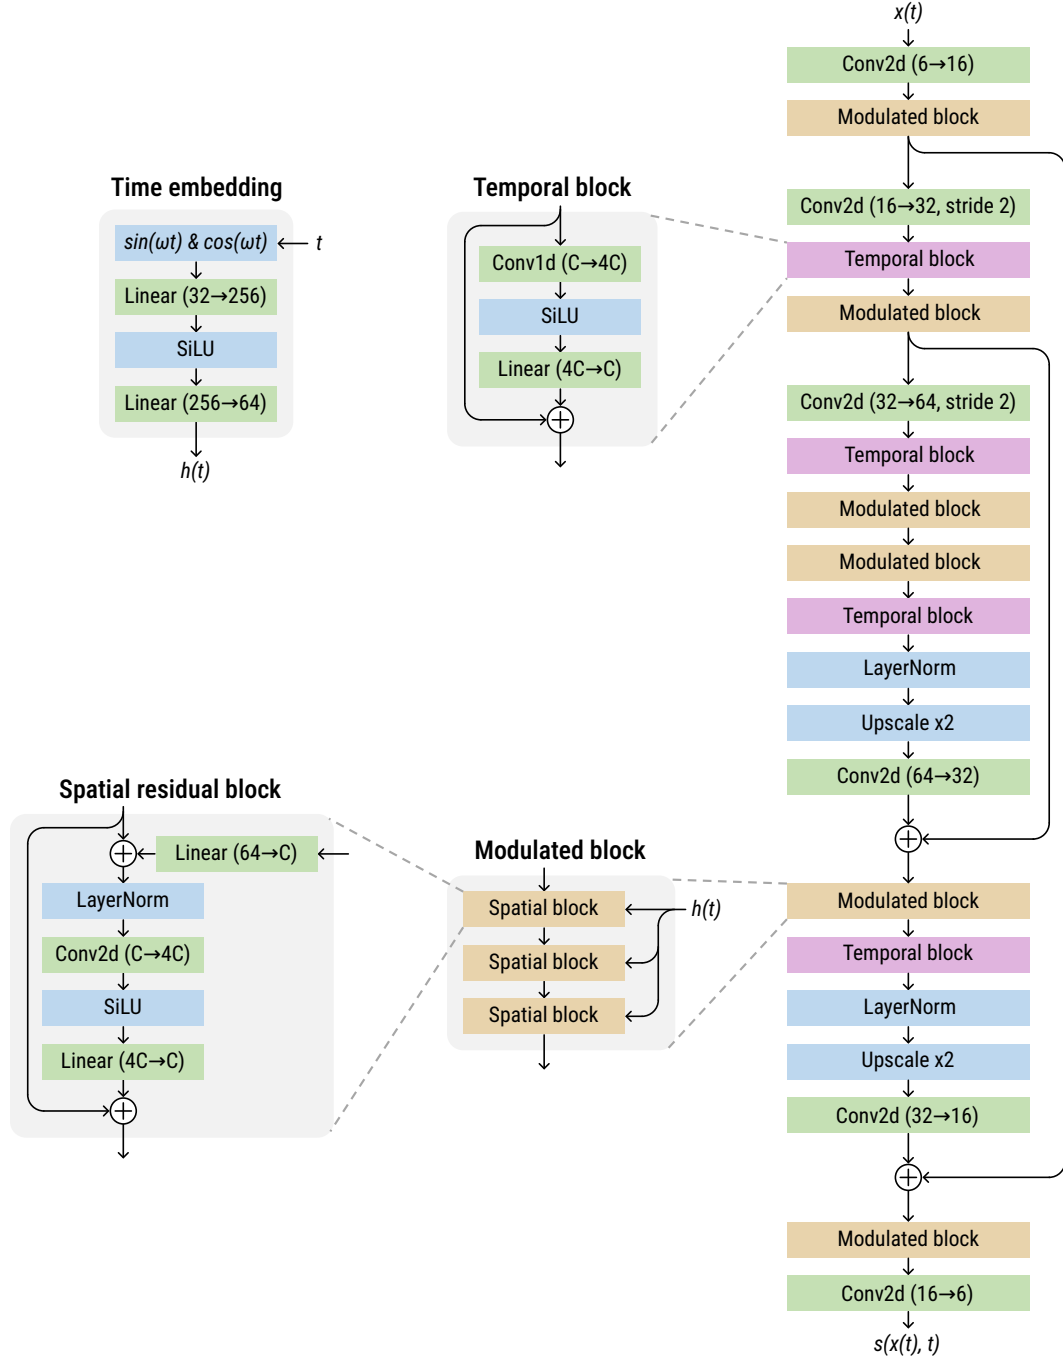 x(t)
Conv2d (6→16)
Modulated block
Conv2d (16→32, stride 2)
Temporal block
Modulated block
Conv2d (32→64, stride 2)
Temporal block
Modulated block
Modulated block
Temporal block
LayerNorm
Upscale x2
Conv2d (64→32)
Modulated block
Temporal block
LayerNorm
Upscale x2
Conv2d (32→16)
Modulated block
Conv2d (16→6)
s(x(t), t)
Time embedding
sin(ωt) & cos(ωt)
t
Linear (32→256)
SiLU
Linear (256→64)
h(t)
Temporal block
Conv1d (C→4C)
SiLU
Linear (4C→C)
Spatial residual block
Linear (64→C)
LayerNorm
Conv2d (C→4C)
SiLU
Linear (4C→C)
Modulated block
Spatial block
h(t)
Spatial block
Spatial block